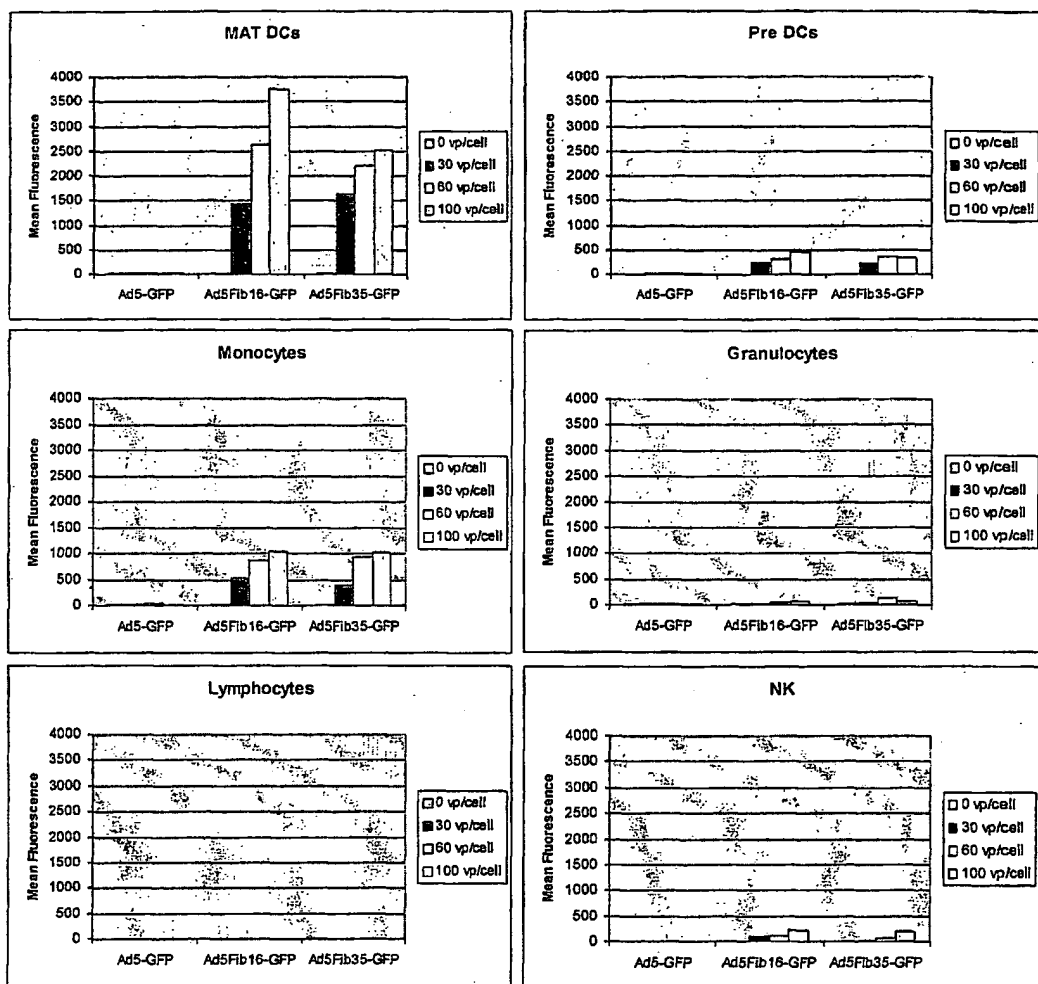 MAT DCs
Mean Fluorescence
4000
3500
3000
2500
2000
1500
1000
500
0
Ad5-GFP Ad5Fib16-GFP Ad5Fib35-GFP
0 vp/cell
30 vp/cell
60 vp/cell
100 vp/cell
Pre DCs
Mean Fluorescence
4000
3500
3000
2500
2000
1500
1000
500
0
Ad5-GFP Ad5Fib16-GFP Ad5Fib35-GFP
0 vp/cell
30 vp/cell
60 vp/cell
100 vp/cell
Monocytes
Mean Fluorescence
4000
3500
3000
2500
2000
1500
1000
500
0
Ad5-GFP Ad5Fib16-GFP Ad5Fib35-GFP
0 vp/cell
30 vp/cell
60 vp/cell
100 vp/cell
Granulocytes
Mean Fluorescence
4000
3500
3000
2500
2000
1500
1000
500
0
Ad5-GFP Ad5Fib16-GFP Ad5Fib35-GFP
0 vp/cell
30 vp/cell
60 vp/cell
100 vp/cell
Lymphocytes
Mean Fluorescence
4000
3500
3000
2500
2000
1500
1000
500
0
Ad5-GFP Ad5Fib16-GFP Ad5Fib35-GFP
0 vp/cell
30 vp/cell
60 vp/cell
100 vp/cell
NK
Mean Fluorescence
4000
3500
3000
2500
2000
1500
1000
500
0
Ad5-GFP Ad5Fib16-GFP Ad5Fib35-GFP
0 vp/cell
30 vp/cell
60 vp/cell
100 vp/cell